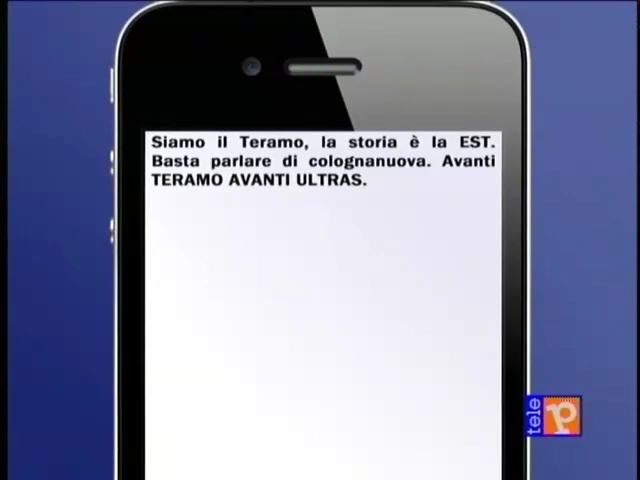 Siamo il Teramo, la storia è la EST.
Basta parlare di colognanuova. Avanti
TERAMO AVANTI ULTRAS.
tele p